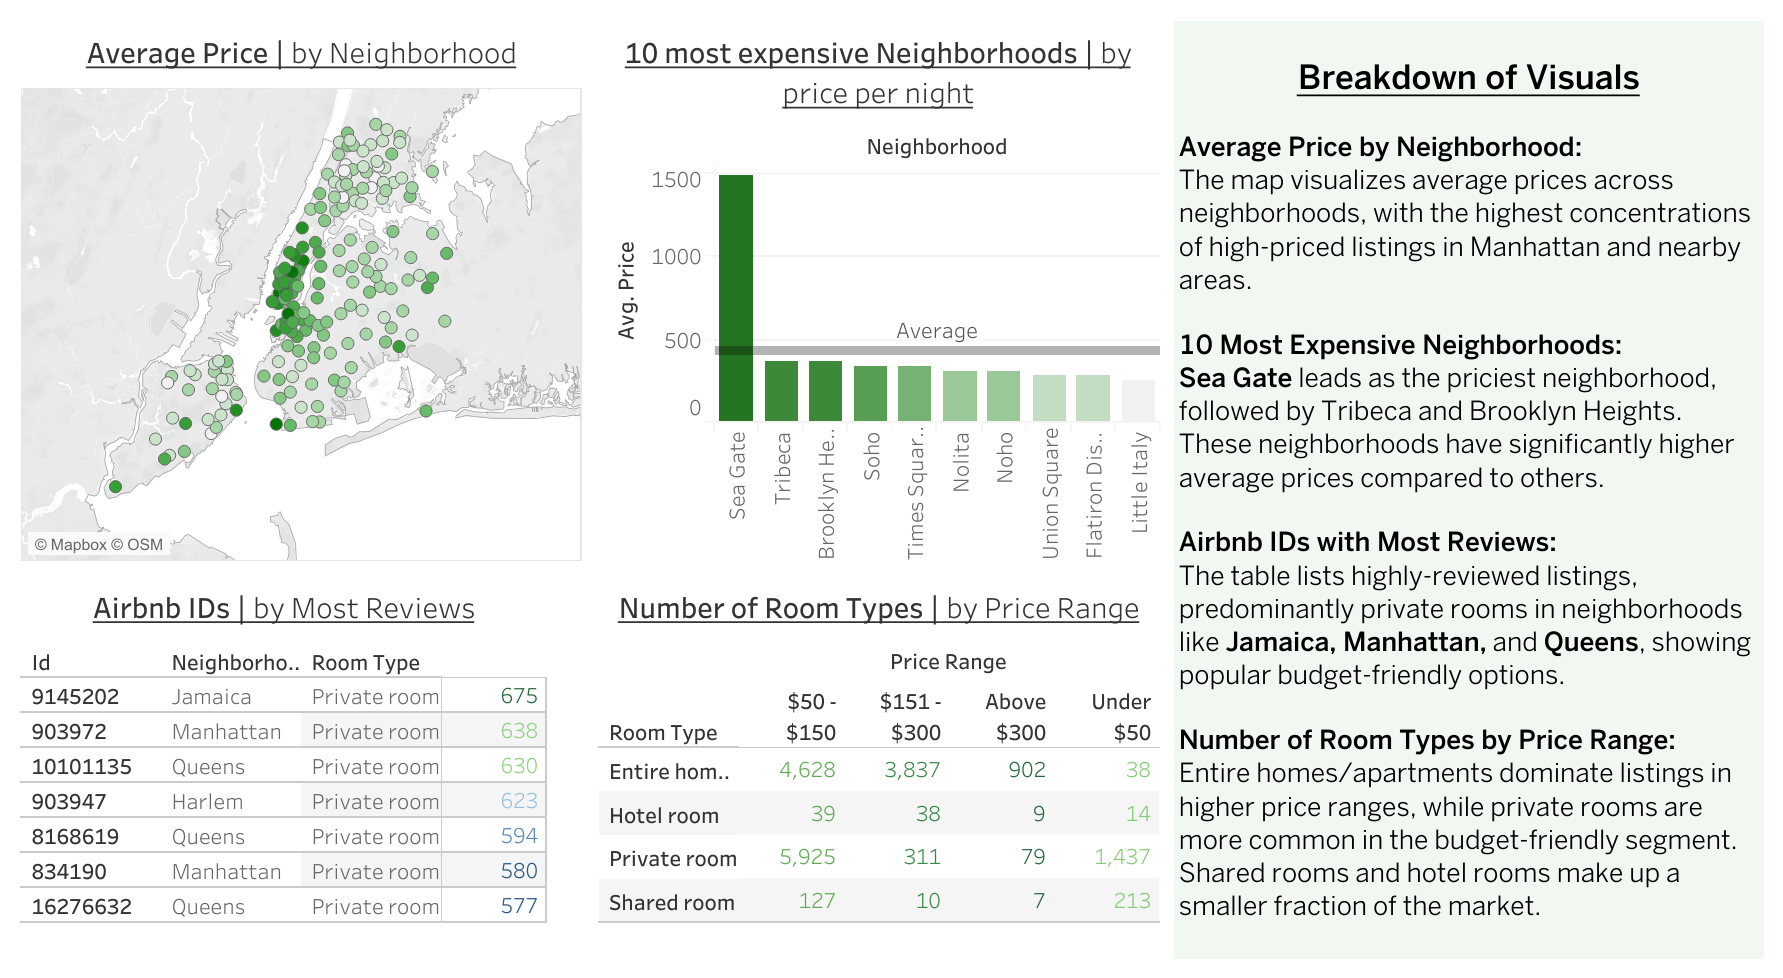 Average Price | by Neighborhood
© Mapbox © OSM
10 most expensive Neighborhoods | by
price per night
Neighborhood
Avg. Price
1500
1000
500
0
Average
Sea Gate
Tribeca
Brooklyn He..
Soho
Times Squar..
Nolita
Noho
Union Square
Flatiron Dis..
Little Italy
Airbnb IDs | by Most Reviews
Id Neighborho.. Room Type
9145202 Jamaica Private room 675
903972 Manhattan Private room 638
10101135 Queens Private room 630
903947 Harlem Private room 623
8168619 Queens Private room 594
834190 Manhattan Private room 580
16276632 Queens Private room 577
Number of Room Types | by Price Range
Price Range
$50 - $151 - Above Under
Room Type $150 $300 $300 $50
Entire hom.. 4,628 3,837 902 38
Hotel room 39 38 9 14
Private room 5,925 311 79 1,437
Shared room 127 10 7 213
Breakdown of Visuals
Average Price by Neighborhood:
The map visualizes average prices across
neighborhoods, with the highest concentrations
of high-priced listings in Manhattan and nearby
areas.
10 Most Expensive Neighborhoods:
Sea Gate leads as the priciest neighborhood,
followed by Tribeca and Brooklyn Heights.
These neighborhoods have significantly higher
average prices compared to others.
Airbnb IDs with Most Reviews:
The table lists highly-reviewed listings,
predominantly private rooms in neighborhoods
like Jamaica, Manhattan, and Queens, showing
popular budget-friendly options.
Number of Room Types by Price Range:
Entire homes/apartments dominate listings in
higher price ranges, while private rooms are
more common in the budget-friendly segment.
Shared rooms and hotel rooms make up a
smaller fraction of the market.